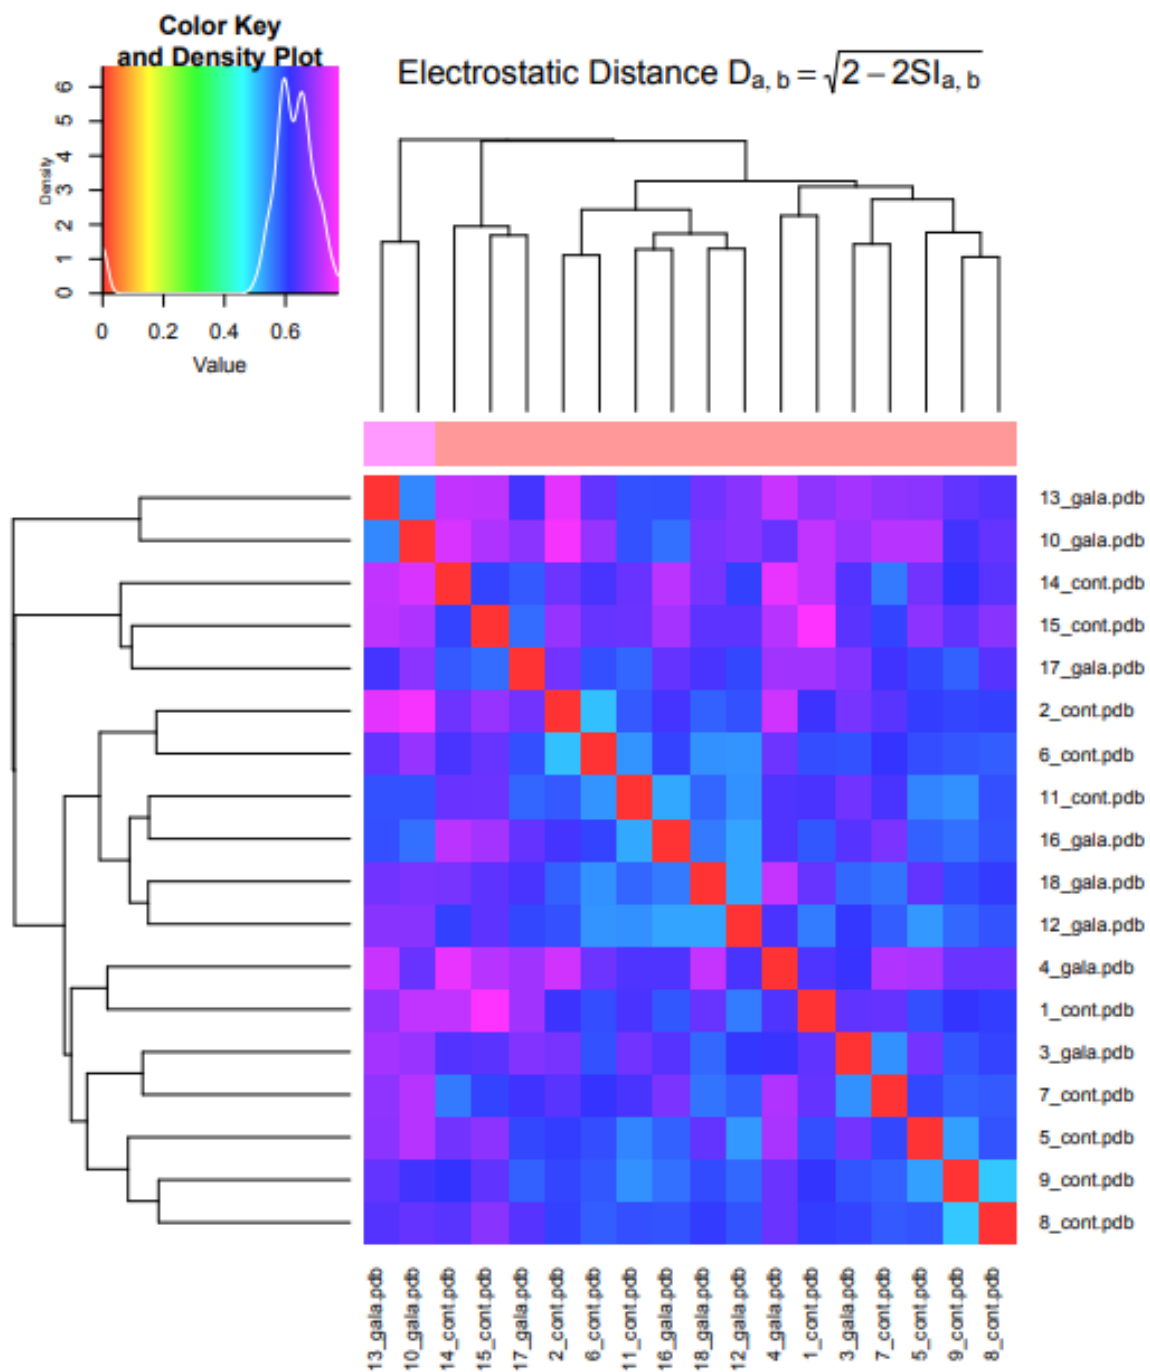 Color Key
and Density Plot
Electrostatic Distance Dₐ, b = √2 − 2SIₐ, b
Density
0 1 2 3 4 5 6
0 0.2 0.4 0.6
Value
13_gala.pdb
10_gala.pdb
14_cont.pdb
15_cont.pdb
17_gala.pdb
2_cont.pdb
6_cont.pdb
11_cont.pdb
16_gala.pdb
18_gala.pdb
12_gala.pdb
4_gala.pdb
1_cont.pdb
3_gala.pdb
7_cont.pdb
5_cont.pdb
9_cont.pdb
8_cont.pdb
13_gala.pdb
10_gala.pdb
14_cont.pdb
15_cont.pdb
17_gala.pdb
2_cont.pdb
6_cont.pdb
11_cont.pdb
16_gala.pdb
18_gala.pdb
12_gala.pdb
4_gala.pdb
1_cont.pdb
3_gala.pdb
7_cont.pdb
5_cont.pdb
9_cont.pdb
8_cont.pdb